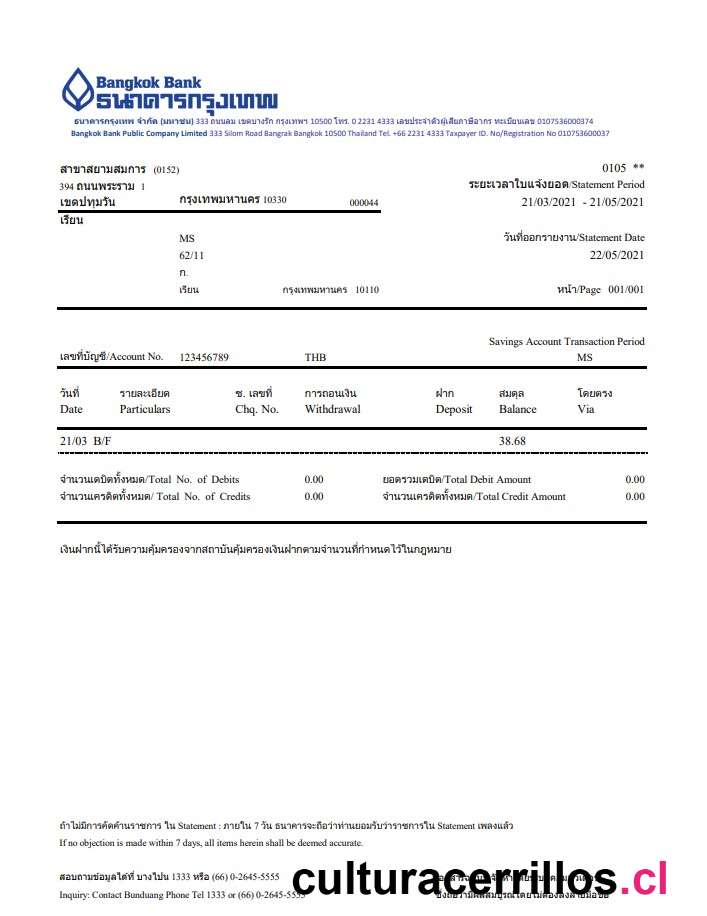 Bangkok Bank
ธนาคารกรุงเทพ
ธนาคารกรุงเทพ จำกัด (มหาชน) 333 ถนนลม เขตบางรัก กรุงเทพฯ 10500 โทร. 0 2231 4333 เลขประจำตัวผู้เสียภาษีอากร ทะเบียนเลข 0107536000374
Bangkok Bank Public Company Limited 333 Silom Road Bangrak Bangkok 10500 Thailand Tel. +66 2231 4333 Taxpayer ID. No/Registration No 010753600037
สาขาสยามสมการ (0152) 0105 **
394 ถนนพระราม 1 ระยะเวลาใบแจ้งยอด/Statement Period
เขตปทุมวัน กรุงเทพมหานคร 10330 000044 21/03/2021 - 21/05/2021
เรียน
MS วันที่ออกรายงาน/Statement Date
62/11 22/05/2021
ก.
เรียน กรุงเทพมหานคร 10110 หน้า/Page 001/001
Savings Account Transaction Period
เลขที่บัญชี/Account No. 123456789 THB MS
วันที่ รายละเอียด ช. เลขที่ การถอนเงิน ฝาก สมดุล โดยตรง
Date Particulars Chq. No. Withdrawal Deposit Balance Via
21/03 B/F 38.68
จำนวนเดบิตทั้งหมด/Total No. of Debits 0.00 ยอดรวมเดบิต/Total Debit Amount 0.00
จำนวนเครดิตทั้งหมด/ Total No. of Credits 0.00 จำนวนเครดิตทั้งหมด/Total Credit Amount 0.00
เงินฝากนี้ได้รับความคุ้มครองจากสถาบันคุ้มครองเงินฝากตามจำนวนที่กำหนดไว้ในกฎหมาย
ถ้าไม่มีการคัดค้านราชการ ใน Statement : ภายใน 7 วัน ธนาคารจะถือว่าท่านยอมรับว่าราชการใน Statement เพลงแล้ว
If no objection is made within 7 days, all items herein shall be deemed accurate.
สอบถามข้อมูลได้ที่ บางไปน 1333 หรือ (66) 0-2645-5555
Inquiry: Contact Bunduang Phone Tel 1333 or (66) 0-2645-5555
culturacerrillos.cl